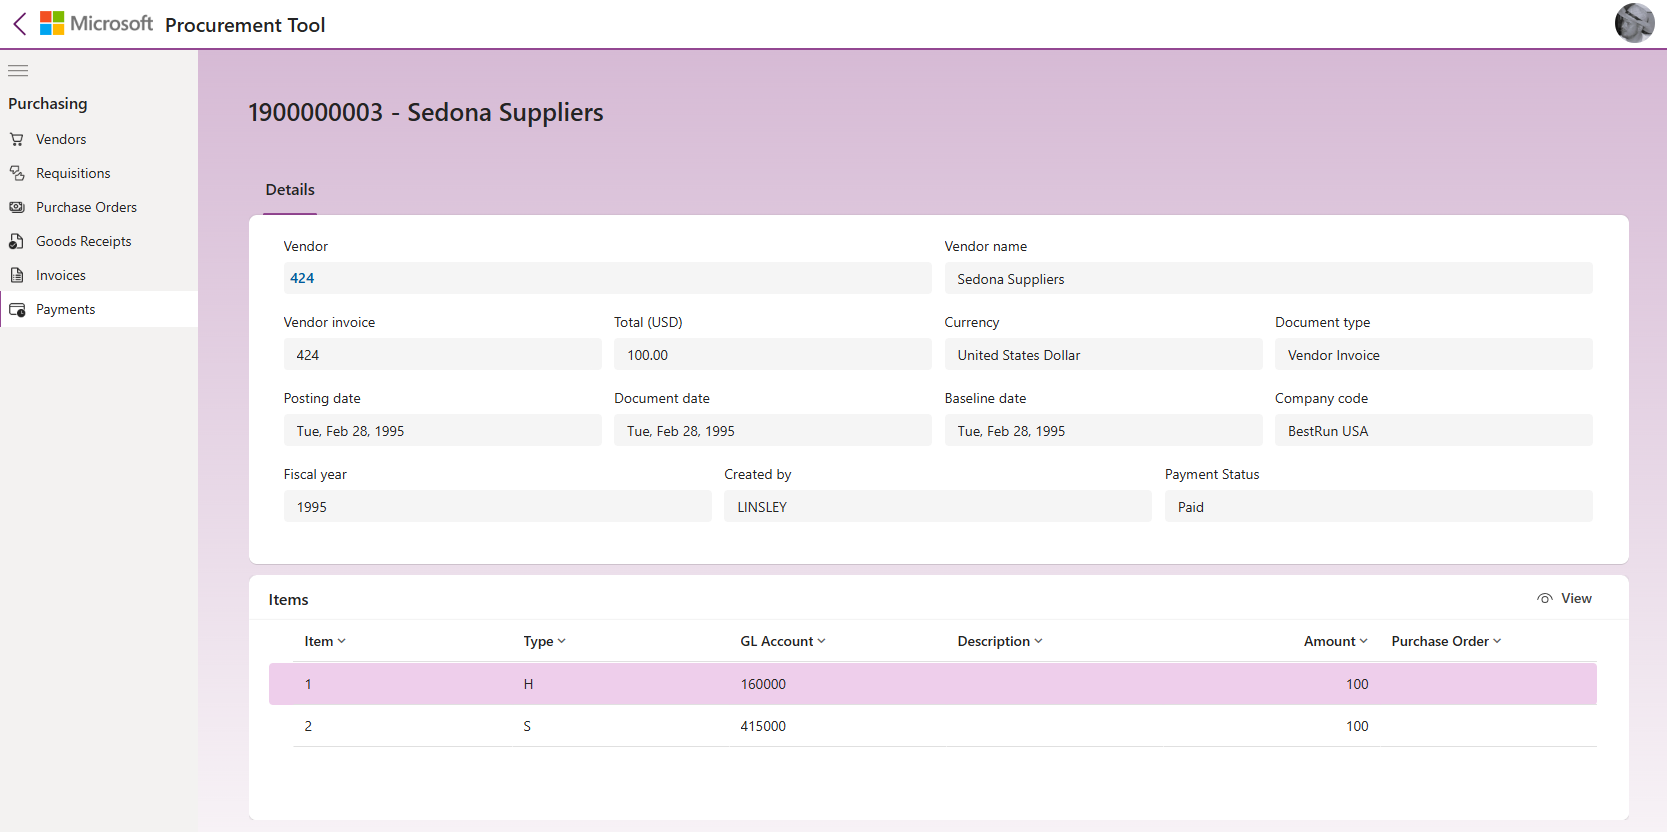 Microsoft Procurement Tool
Purchasing
Vendors
Requisitions
Purchase Orders
Goods Receipts
Invoices
Payments
1900000003 - Sedona Suppliers
Details
Vendor Vendor name
424 Sedona Suppliers
Vendor invoice Total (USD) Currency Document type
424 100.00 United States Dollar Vendor Invoice
Posting date Document date Baseline date Company code
Tue, Feb 28, 1995 Tue, Feb 28, 1995 Tue, Feb 28, 1995 BestRun USA
Fiscal year Created by Payment Status
1995 LINSLEY Paid
Items View
Item Type GL Account Description Amount Purchase Order
1 H 160000 100
2 S 415000 100